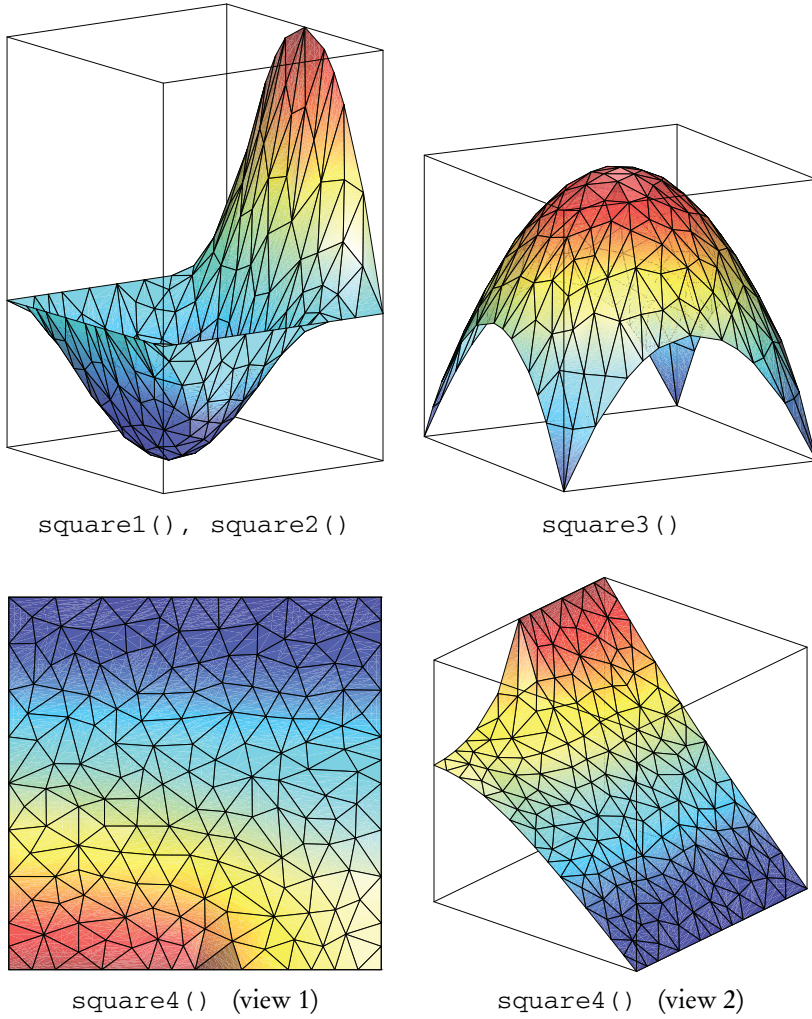 square1(), square2()
square3()
square4() (view 1)
square4() (view 2)